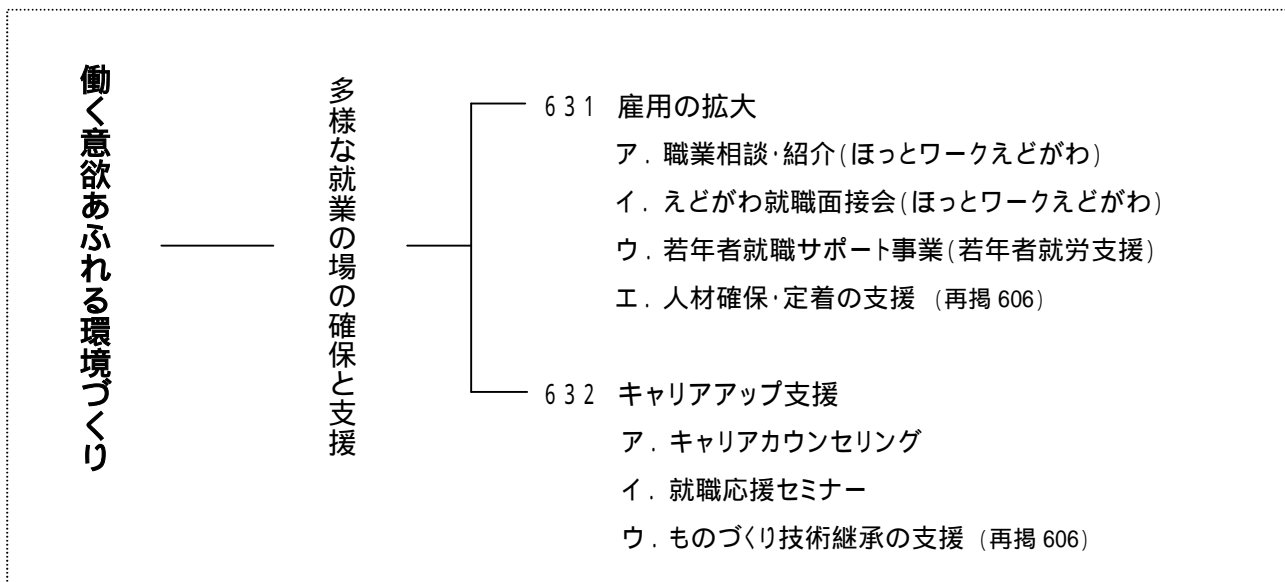 働く意欲あふれる環境づくり
多様な就業の場の確保と支援
631 雇用の拡大
ア. 職業相談・紹介(ほっとワークえどがわ)
イ. えどがわ就職面接会(ほっとワークえどがわ)
ウ. 若年者就職サポート事業(若年者就労支援)
エ. 人材確保・定着の支援 (再掲 606)
632 キャリアアップ支援
ア. キャリアカウンセリング
イ. 就職応援セミナー
ウ. ものづくり技術継承の支援 (再掲 606)